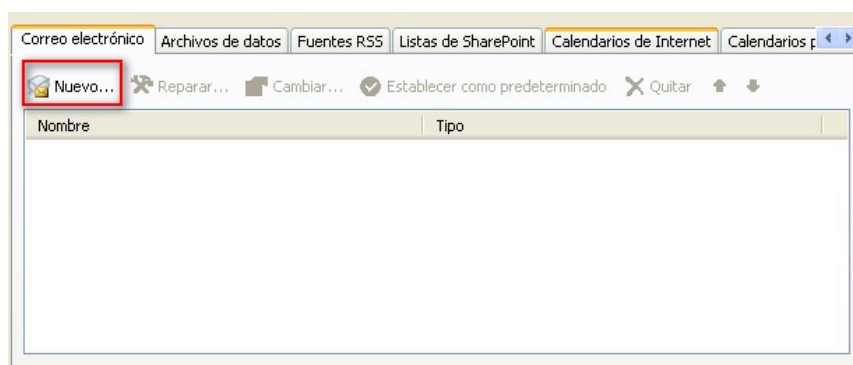 Correo electrónico Archivos de datos Fuentes RSS Listas de SharePoint Calendarios de Internet Calendarios
Nuevo... Reparar... Cambiar... Establecer como predeterminado Quitar
Nombre Tipo